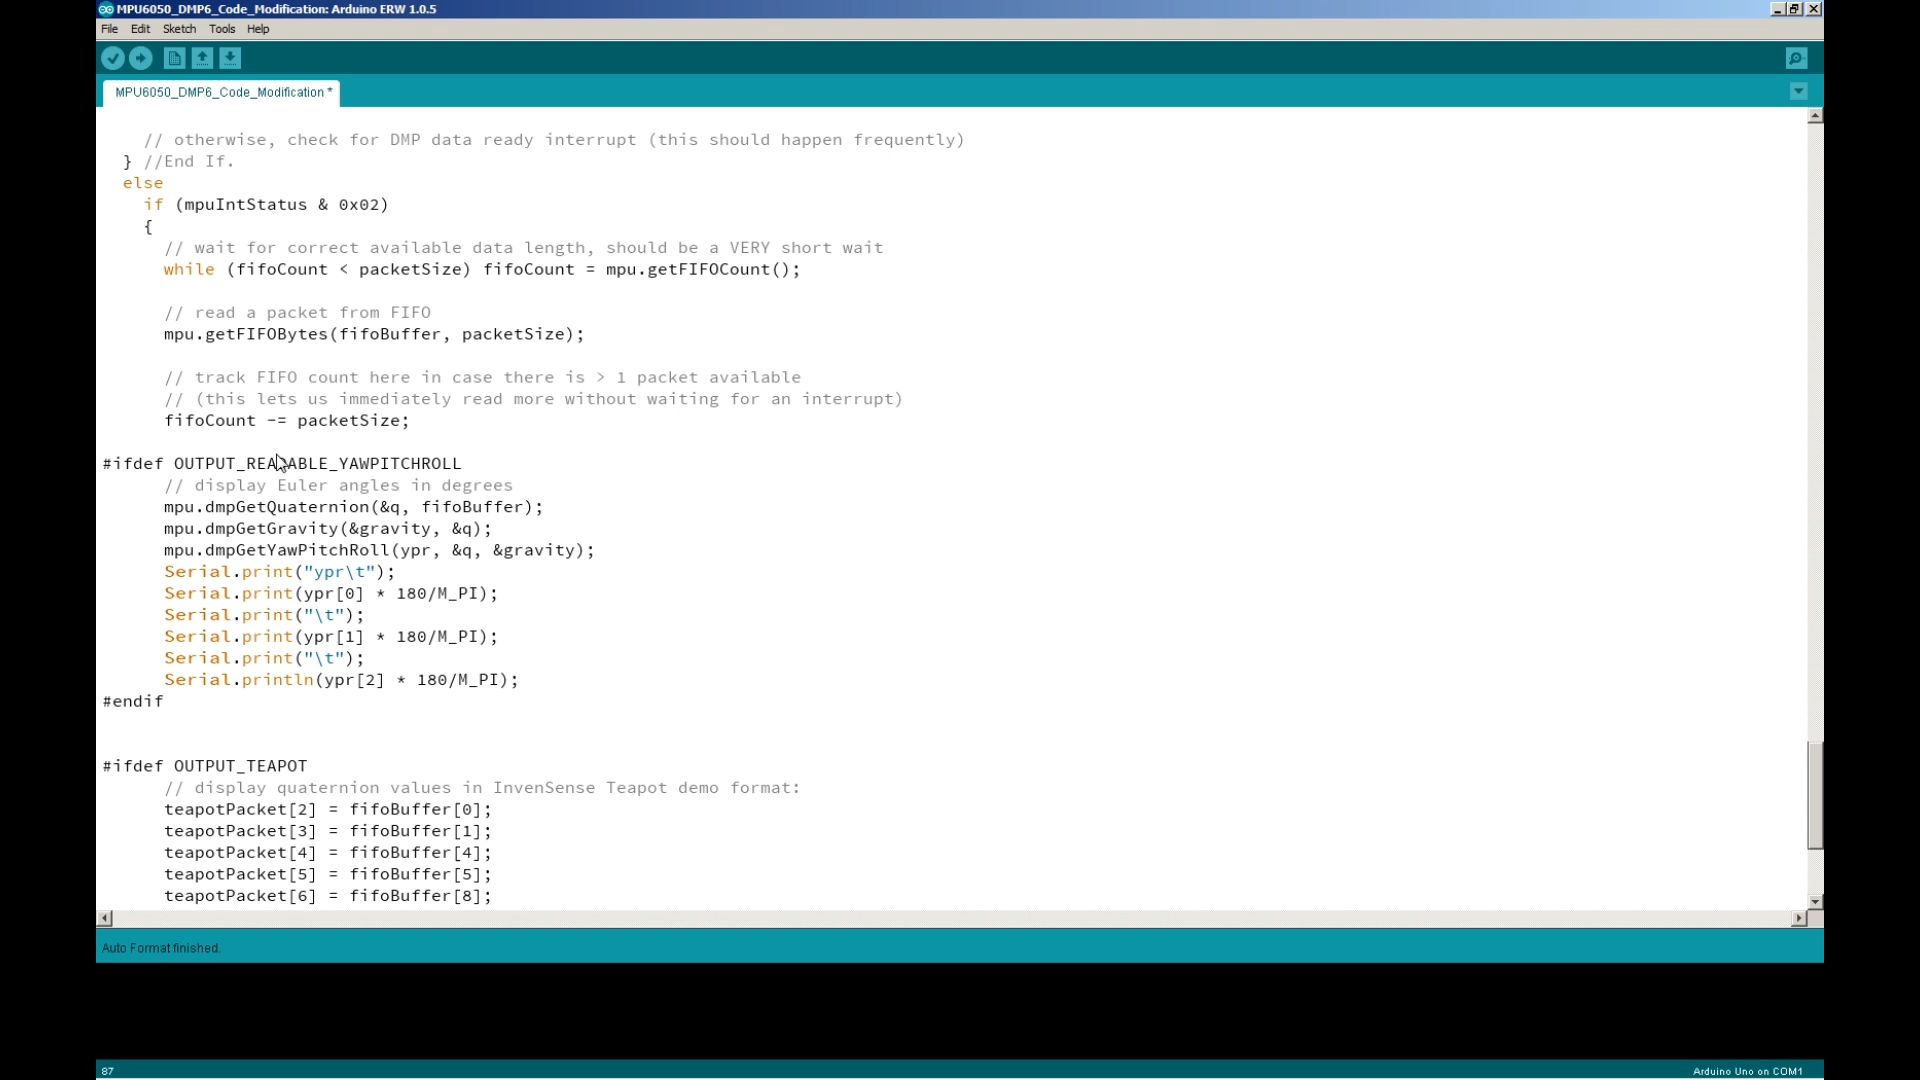 MPU6050_DMP6_Code_Modification: Arduino ERW 1.0.5
File Edit Sketch Tools Help
MPU6050_DMP6_Code_Modification *
// otherwise, check for DMP data ready interrupt (this should happen frequently)
} //End If.
else
if (mpuIntStatus & 0x02)
{
// wait for correct available data length, should be a VERY short wait
while (fifoCount < packetSize) fifoCount = mpu.getFIFOCount();
// read a packet from FIFO
mpu.getFIFOBytes(fifoBuffer, packetSize);
// track FIFO count here in case there is > 1 packet available
// (this lets us immediately read more without waiting for an interrupt)
fifoCount -= packetSize;
#ifdef OUTPUT_READABLE_YAWPITCHROLL
// display Euler angles in degrees
mpu.dmpGetQuaternion(&q, fifoBuffer);
mpu.dmpGetGravity(&gravity, &q);
mpu.dmpGetYawPitchRoll(ypr, &q, &gravity);
Serial.print("ypr\t");
Serial.print(ypr[0] * 180/M_PI);
Serial.print("\t");
Serial.print(ypr[1] * 180/M_PI);
Serial.print("\t");
Serial.println(ypr[2] * 180/M_PI);
#endif
#ifdef OUTPUT_TEAPOT
// display quaternion values in InvenSense Teapot demo format:
teapotPacket[2] = fifoBuffer[0];
teapotPacket[3] = fifoBuffer[1];
teapotPacket[4] = fifoBuffer[4];
teapotPacket[5] = fifoBuffer[5];
teapotPacket[6] = fifoBuffer[8];
Auto Format finished.
87
Arduino Uno on COM1